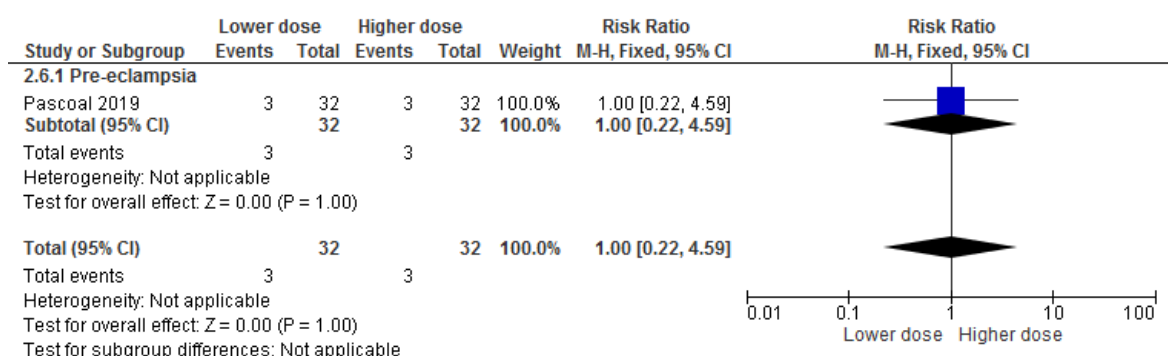 Lower dose Higher dose Risk Ratio Risk Ratio
Study or Subgroup Events Total Events Total Weight M-H, Fixed, 95% CI M-H, Fixed, 95% CI
2.6.1 Pre-eclampsia
Pascoal 2019 3 32 3 32 100.0% 1.00 [0.22, 4.59]
Subtotal (95% CI) 32 32 100.0% 1.00 [0.22, 4.59]
Total events 3 3
Heterogeneity: Not applicable
Test for overall effect: Z = 0.00 (P = 1.00)
Total (95% CI) 32 32 100.0% 1.00 [0.22, 4.59]
Total events 3 3
Heterogeneity: Not applicable
Test for overall effect: Z = 0.00 (P = 1.00)
Test for subgroup differences: Not applicable
0.01 0.1 1 10 100
Lower dose Higher dose